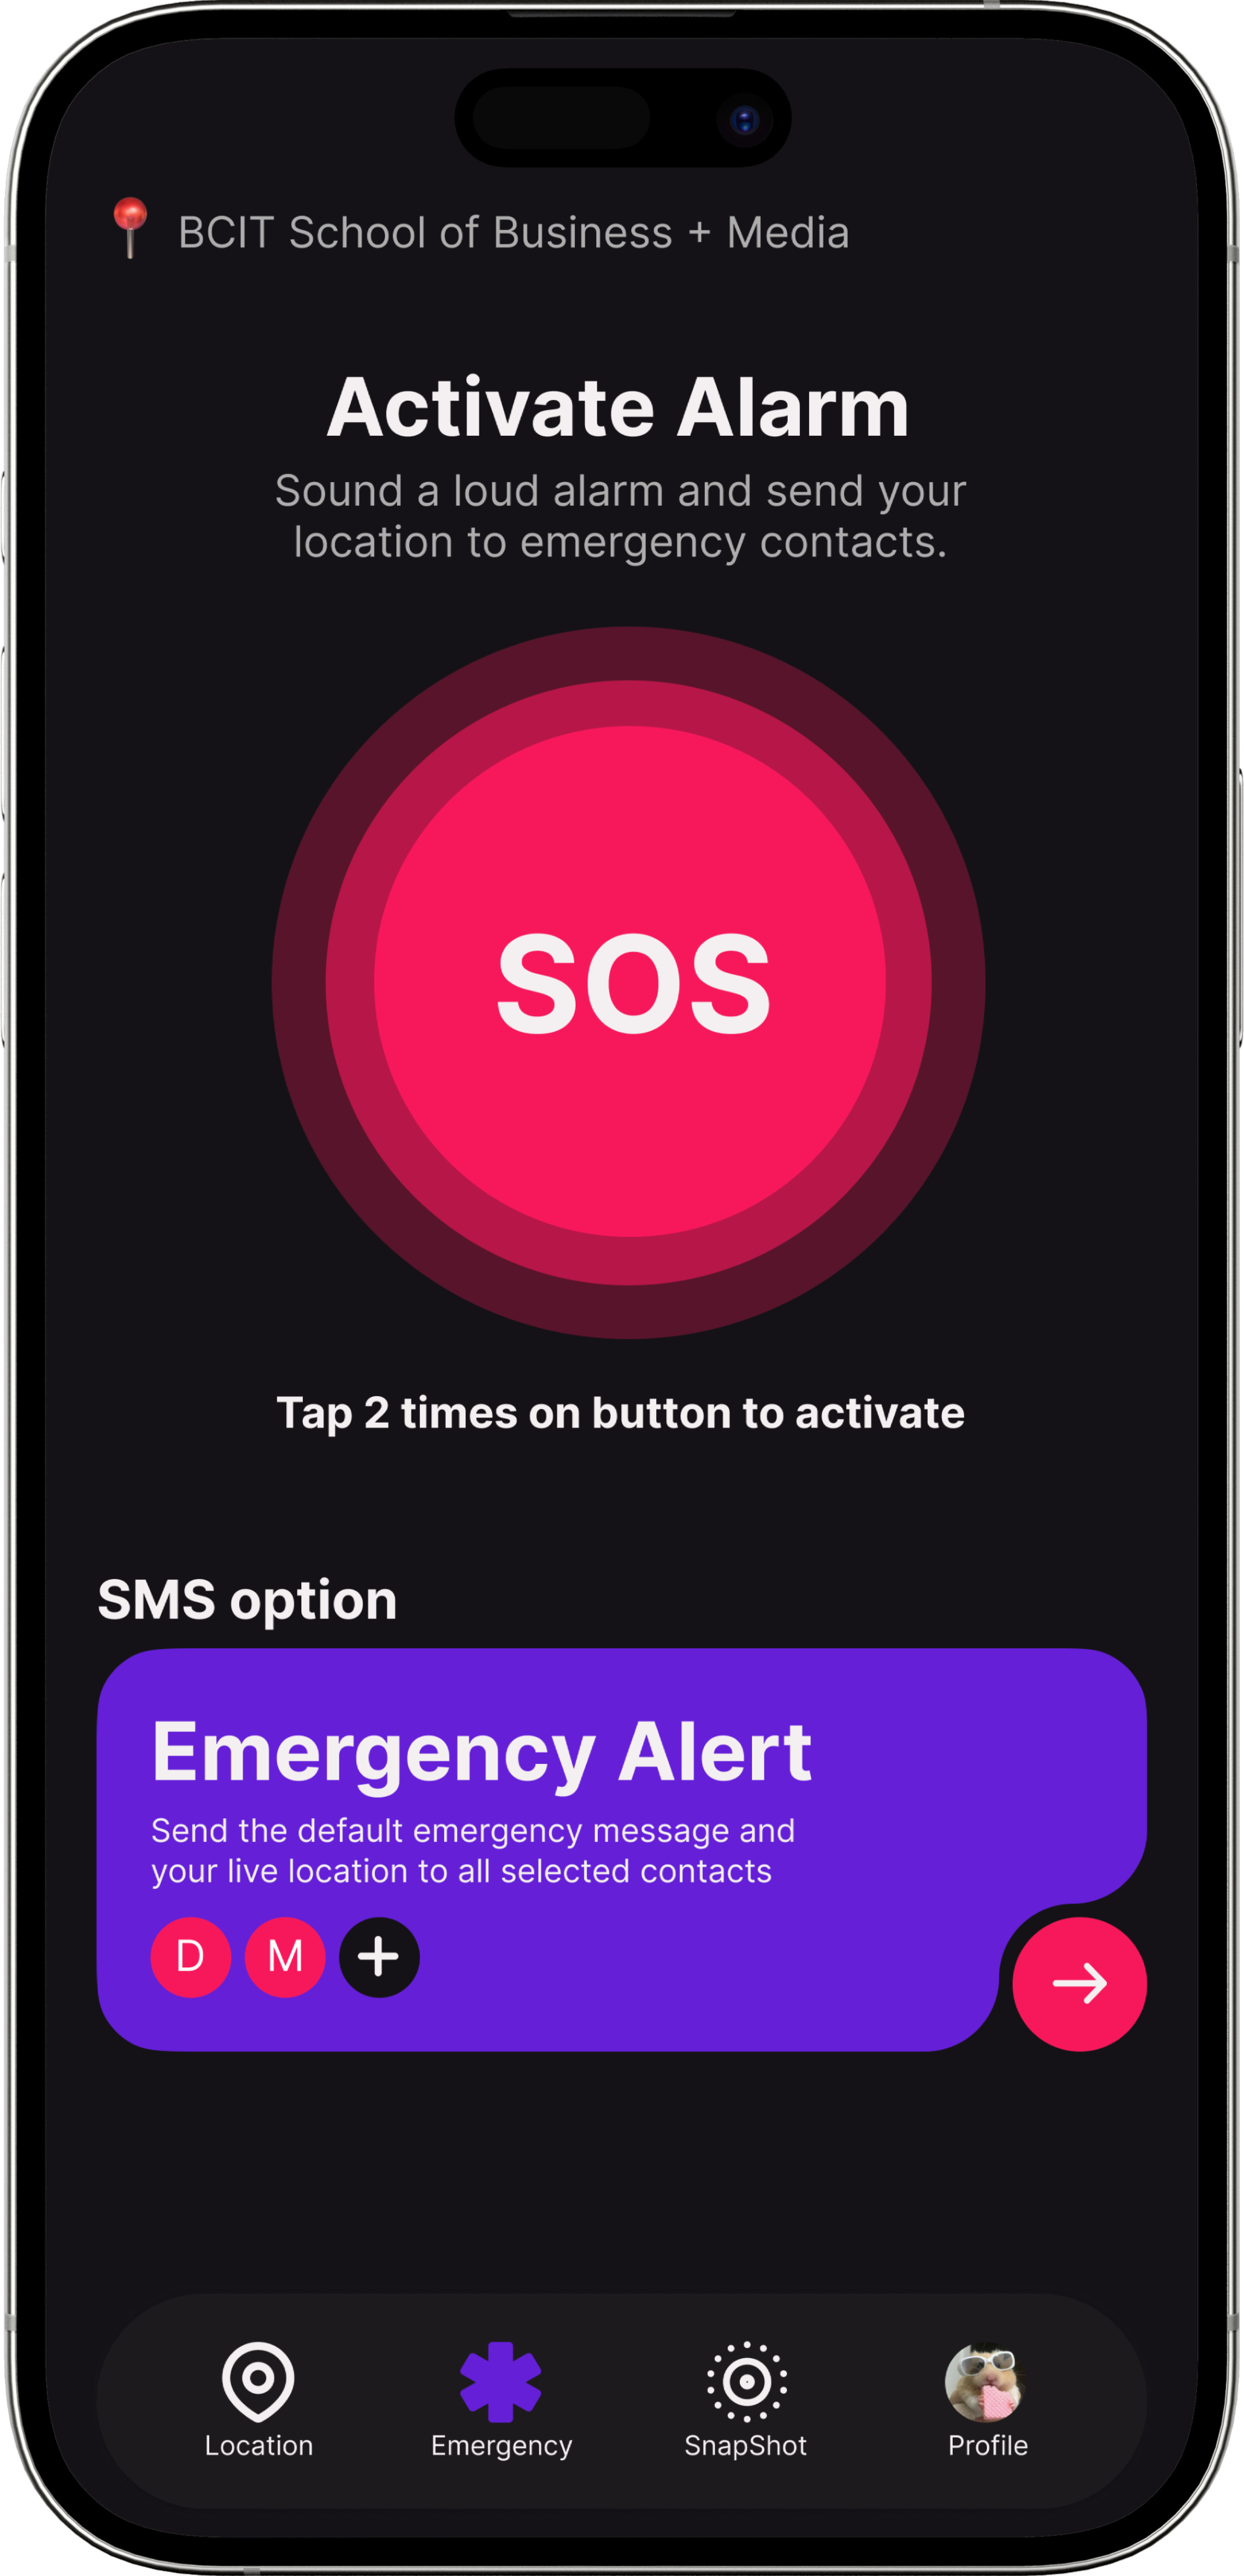 BCIT School of Business + Media
Activate Alarm
Sound a loud alarm and send your
location to emergency contacts.
SOS
Tap 2 times on button to activate
SMS option
Emergency Alert
Send the default emergency message and
your live location to all selected contacts
D M +
Location Emergency SnapShot Profile